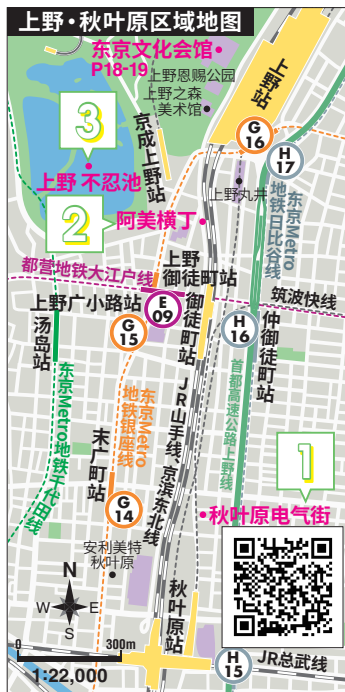 上野・秋叶原区域地图
东京文化会馆
P18-19
上野恩赐公园
上野之森
美术馆
上野站
京成上野站
G
16
H
17
3
上野 不忍池
上野丸井
东京Metro
地铁日比谷线
2
阿美横丁
上野
御徒町站
都营地铁大江户线
筑波快线
上野广小路站
E
09
御徒町站
G
15
H
16
仲御徒町站
汤岛站
东京Metro
地铁银座线
JR山手线、京滨东北线
首都高速公路上野线
东京Metro地铁千代田线
末广町站
1
G
14
秋叶原电气街
安利美特
秋叶原
N
W
E
S
秋叶原站
0
300m
1:22,000
H
15
JR总武线